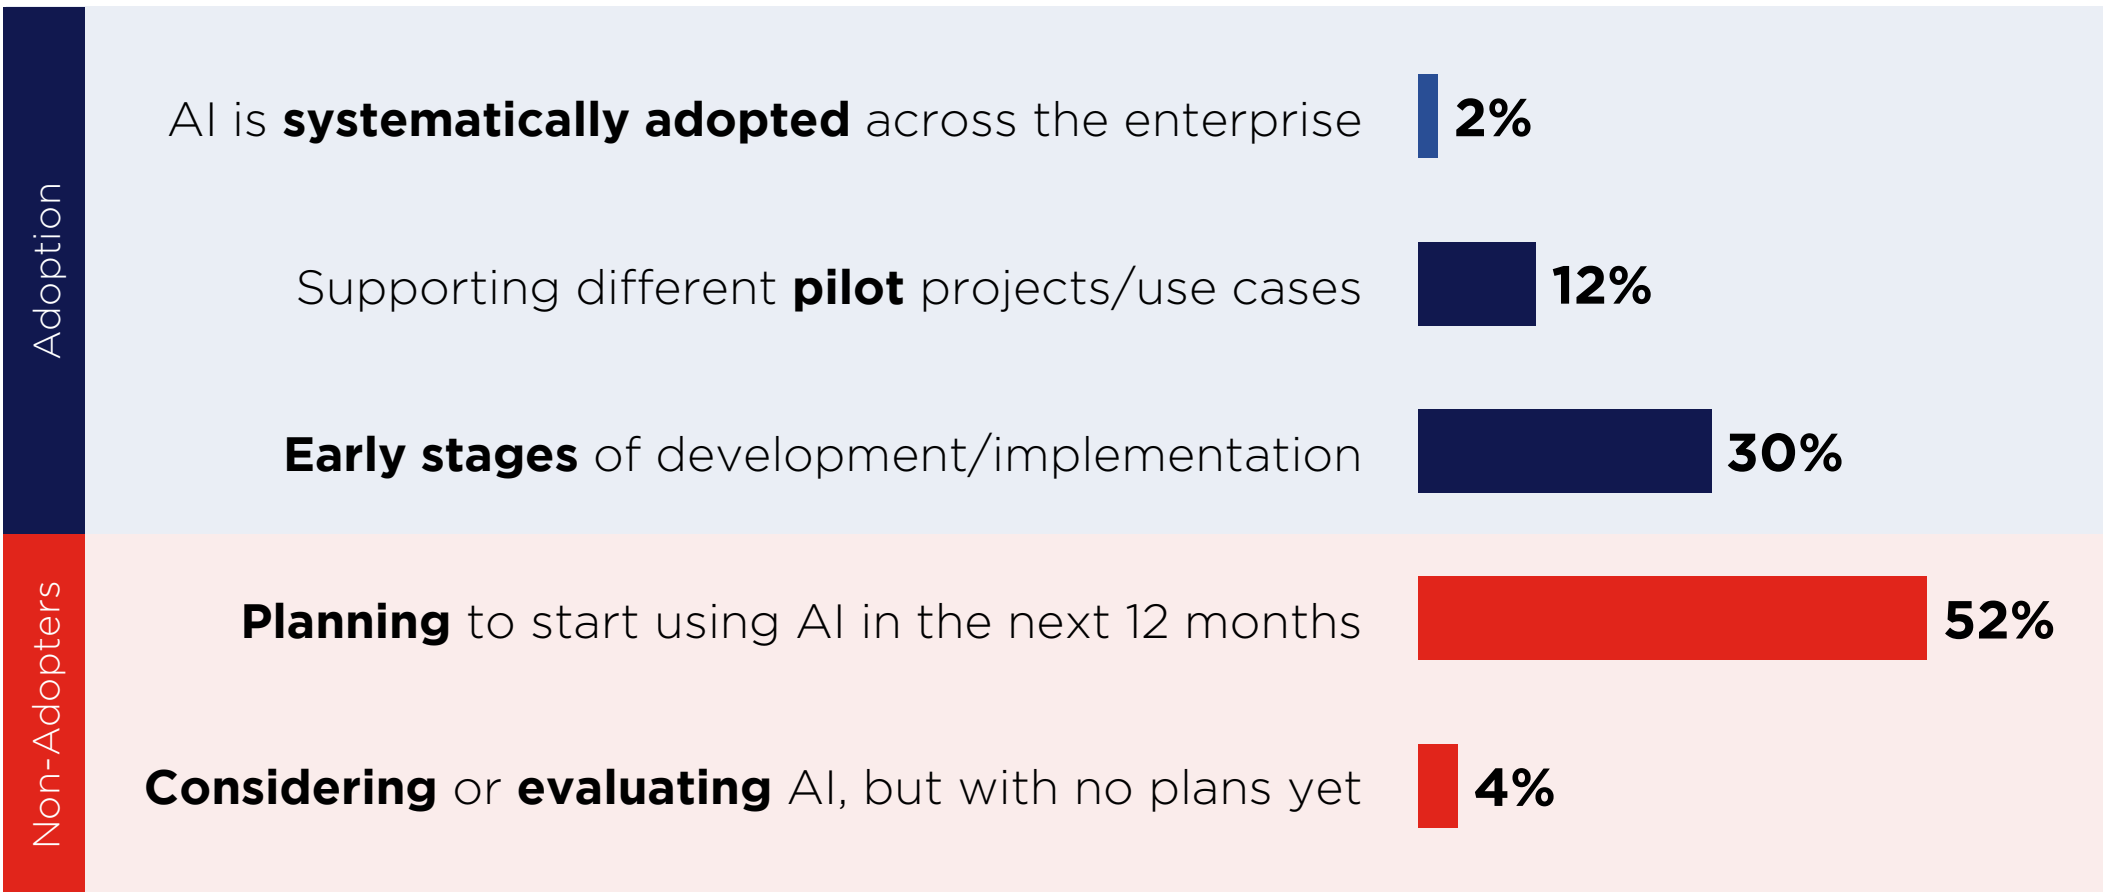 Adoption
AI is systematically adopted across the enterprise 2%
Supporting different pilot projects/use cases 12%
Early stages of development/implementation 30%
Non-Adopters
Planning to start using AI in the next 12 months 52%
Considering or evaluating AI, but with no plans yet 4%